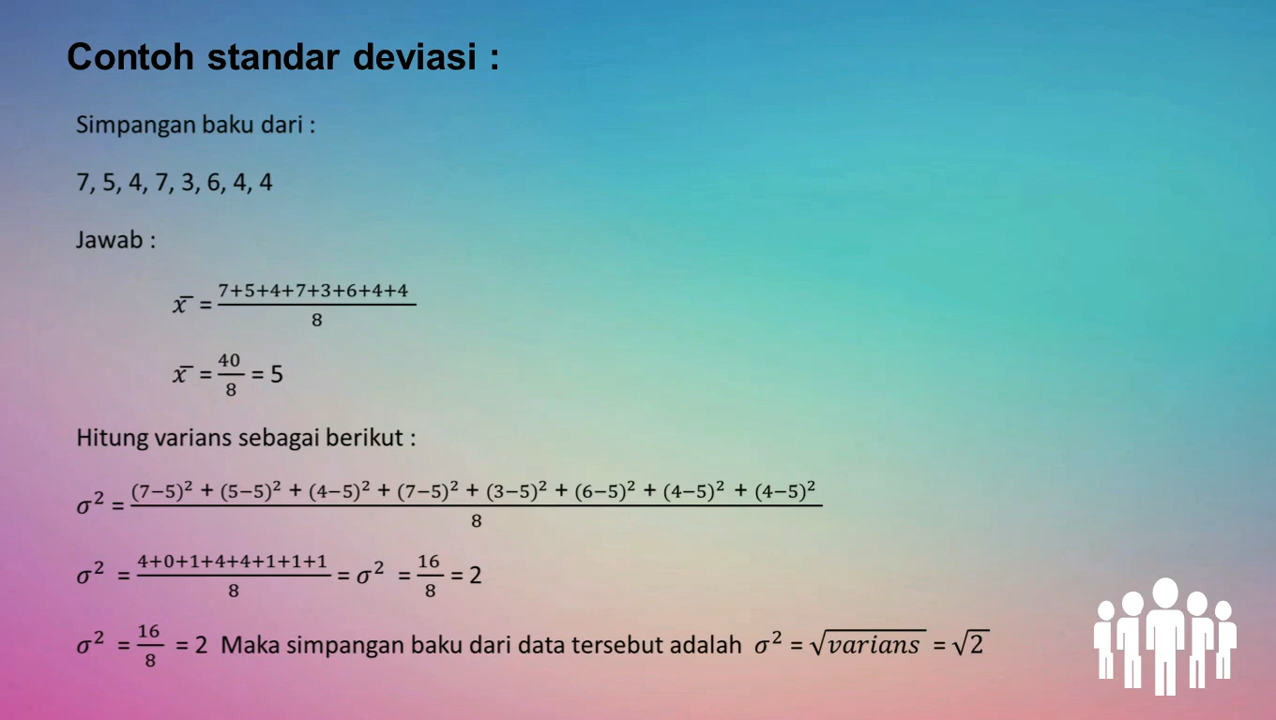 Contoh standar deviasi :
Simpangan baku dari :
7, 5, 4, 7, 3, 6, 4, 4
Jawab :
x̄ = (7+5+4+7+3+6+4+4)/8
x̄ = 40/8 = 5
Hitung varians sebagai berikut :
σ² = ((7−5)² + (5−5)² + (4−5)² + (7−5)² + (3−5)² + (6−5)² + (4−5)² + (4−5)²)/8
σ² = (4+0+1+4+4+1+1+1)/8 = σ² = 16/8 = 2
σ² = 16/8 = 2 Maka simpangan baku dari data tersebut adalah σ² = √varians = √2